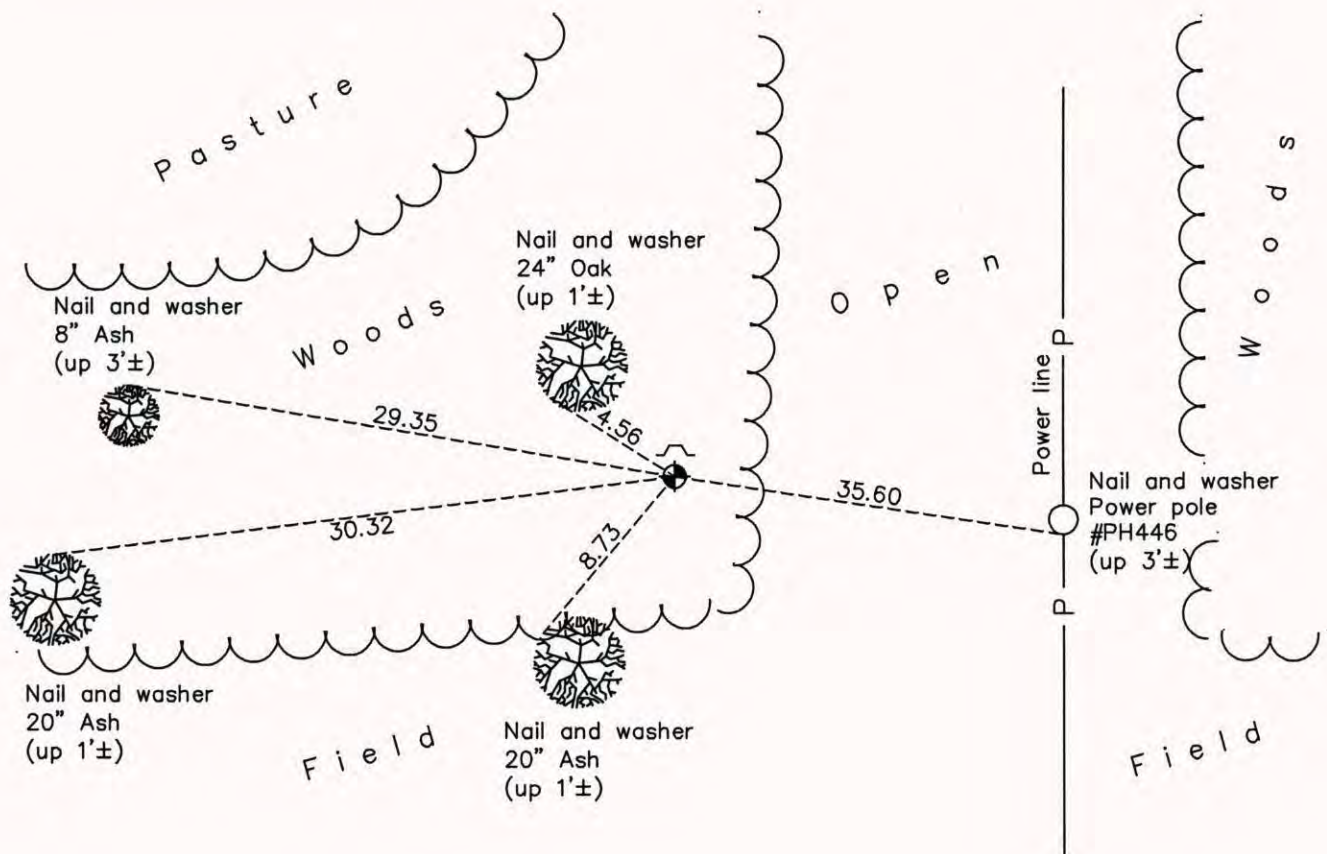 Pasture
Nail and washer
24" Oak
(up 1'±)
Open
Woods
Nail and washer
8" Ash
(up 3'±)
Woods
P
Power line
29.35
4.56
35.60
Nail and washer
Power pole
#PH446
(up 3'±)
30.32
8.73
P
Nail and washer
20" Ash
(up 1'±)
Field
Nail and washer
20" Ash
(up 1'±)
Field